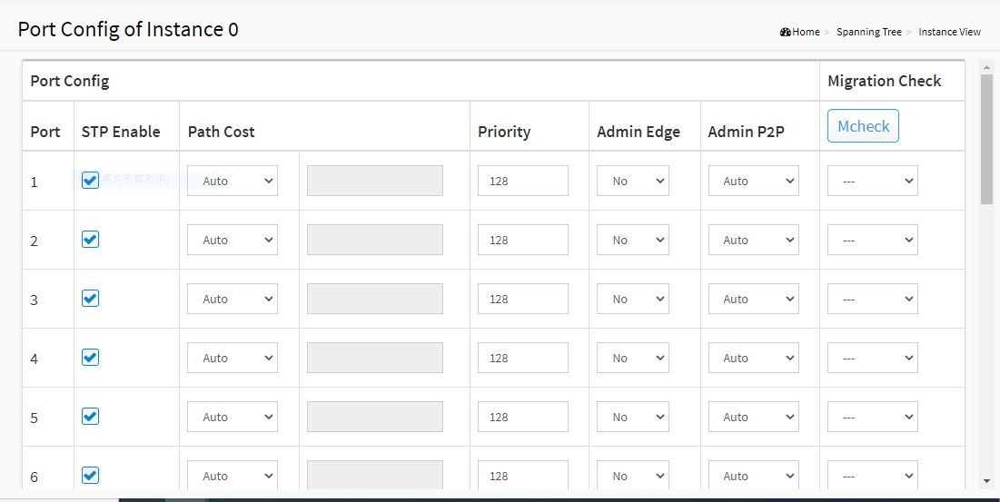 Port Config of Instance 0
Home > Spanning Tree > Instance View
Port Config Migration Check
Port STP Enable Path Cost Priority Admin Edge Admin P2P Mcheck
1 長方形剪取(R) Auto 128 No Auto ---
2 Auto 128 No Auto ---
3 Auto 128 No Auto ---
4 Auto 128 No Auto ---
5 Auto 128 No Auto ---
6 Auto 128 No Auto ---